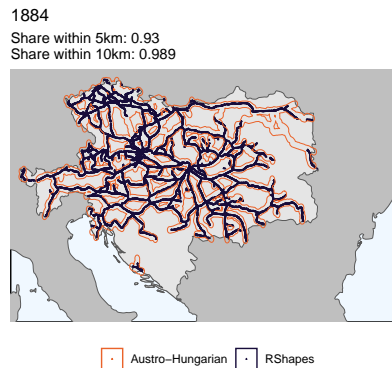 1884
Share within 5km: 0.93
Share within 10km: 0.989
Austro−Hungarian
RShapes